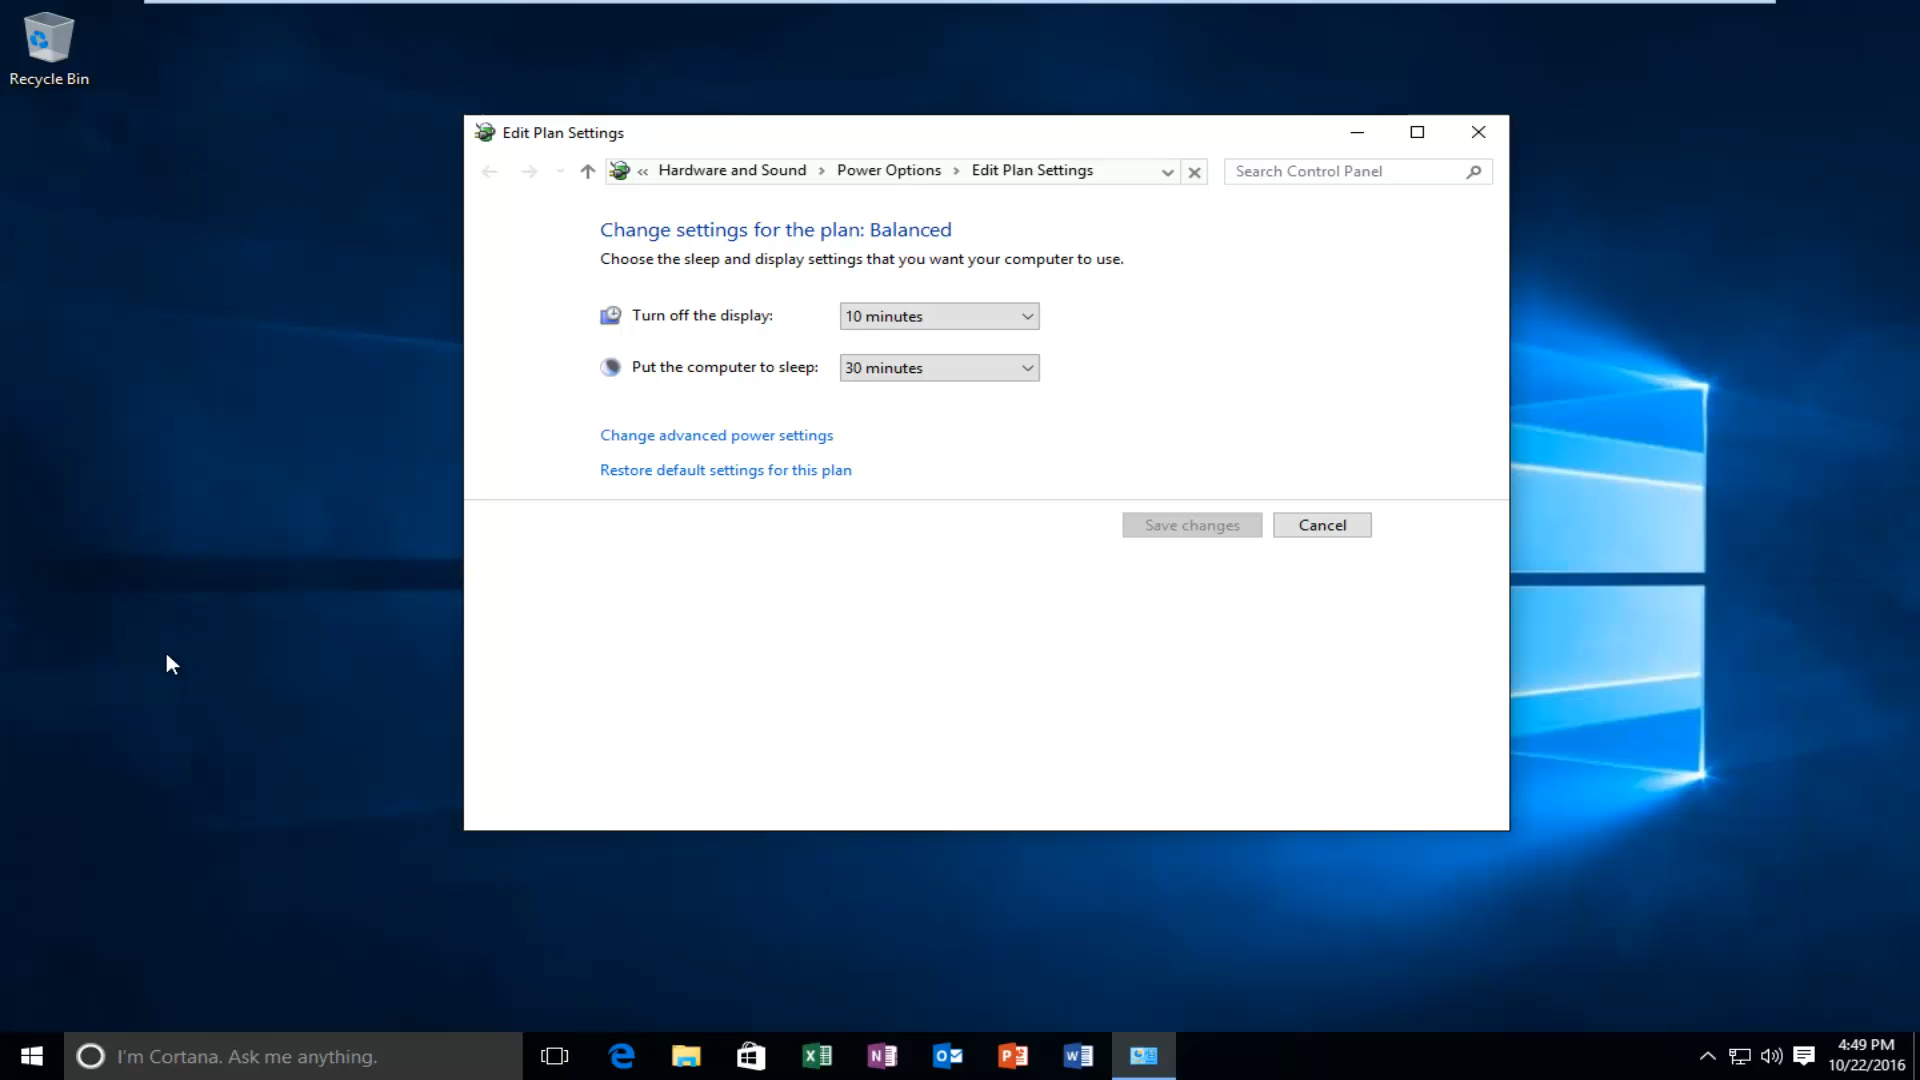 Recycle Bin
Edit Plan Settings
« Hardware and Sound › Power Options › Edit Plan Settings
Search Control Panel
Change settings for the plan: Balanced
Choose the sleep and display settings that you want your computer to use.
Turn off the display: 10 minutes
Put the computer to sleep: 30 minutes
Change advanced power settings
Restore default settings for this plan
Save changes Cancel
I'm Cortana. Ask me anything.
4:49 PM
10/22/2016